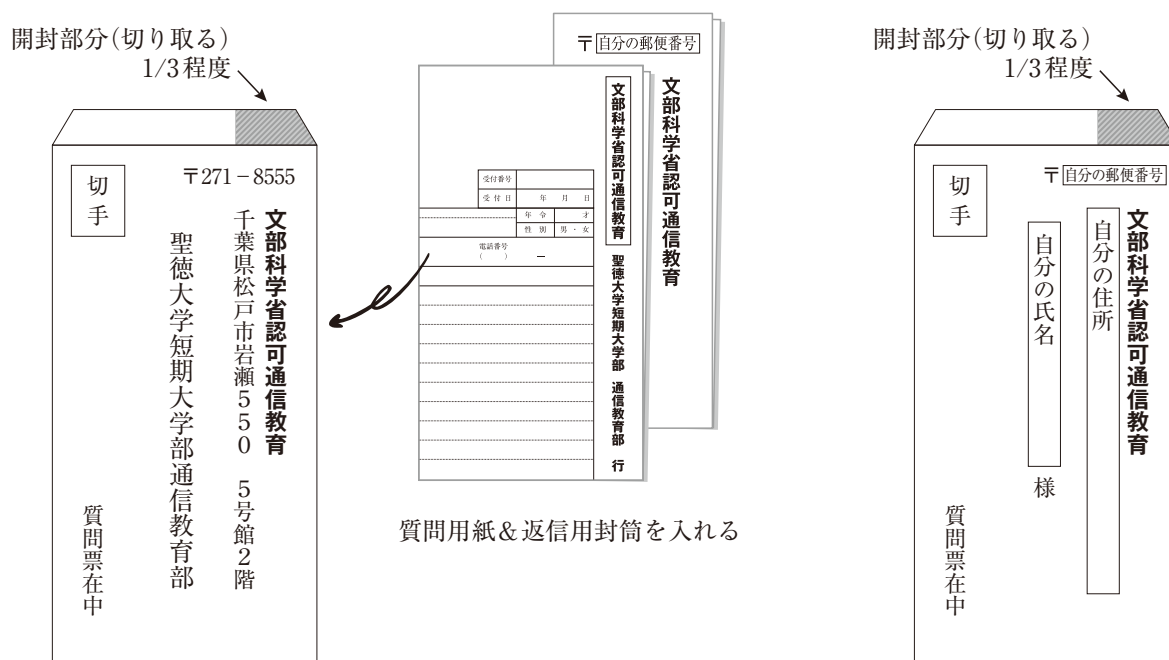 開封部分(切り取る)
1/3程度
切手
〒271－8555
文部科学省認可通信教育
千葉県松戸市岩瀬550　5号館2階
聖徳大学短期大学部通信教育部
質問票在中
〒自分の郵便番号
文部科学省認可通信教育
文部科学省認可通信教育　聖徳大学短期大学部　通信教育部　行
受付番号
受付日　年　月　日
年令　才
性別　男・女
電話番号
(　　)　－
質問用紙＆返信用封筒を入れる
開封部分(切り取る)
1/3程度
切手
〒自分の郵便番号
文部科学省認可通信教育
自分の住所
自分の氏名　様
質問票在中